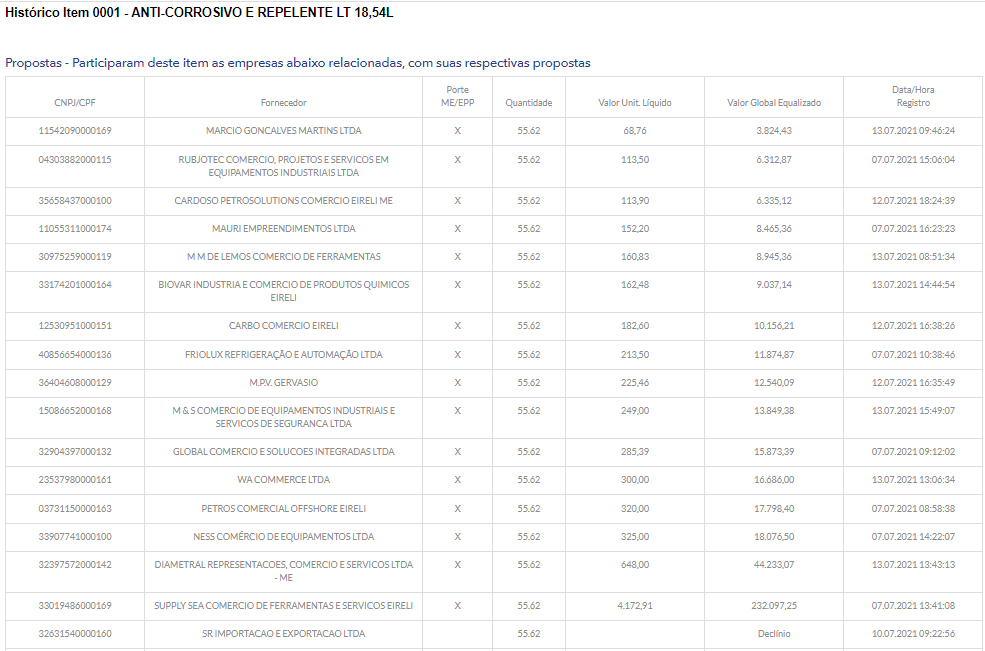 Histórico Item 0001 - ANTI-CORROSIVO E REPELENTE LT 18,54L
Propostas - Participaram deste item as empresas abaixo relacionadas, com suas respectivas propostas
CNPJ/CPF Fornecedor Porte ME/EPP Quantidade Valor Unit. Líquido Valor Global Equalizado Data/Hora Registro
11542090000169 MARCIO GONCALVES MARTINS LTDA X 55.62 68,76 3.824,43 13.07.2021 09:46:24
04303882000115 RUBJOTEC COMERCIO, PROJETOS E SERVICOS EM EQUIPAMENTOS INDUSTRIAIS LTDA X 55.62 113,50 6.312,87 07.07.2021 15:06:04
35658437000100 CARDOSO PETROSOLUTIONS COMERCIO EIRELI ME X 55.62 113,90 6.335,12 12.07.2021 18:24:39
11055311000174 MAURI EMPREENDIMENTOS LTDA X 55.62 152,20 8.465,36 07.07.2021 16:23:23
30975259000119 M M DE LEMOS COMERCIO DE FERRAMENTAS X 55.62 160,83 8.945,36 13.07.2021 08:51:34
33174201000164 BIOVAR INDUSTRIA E COMERCIO DE PRODUTOS QUIMICOS EIRELI X 55.62 162,48 9.037,14 13.07.2021 14:44:54
12530951000151 CARBO COMERCIO EIRELI X 55.62 182,60 10.156,21 12.07.2021 16:38:26
40856654000136 FRIOLUX REFRIGERAÇÃO E AUTOMAÇÃO LTDA X 55.62 213,50 11.874,87 07.07.2021 10:38:46
36404608000129 M.P.V. GERVASIO X 55.62 225,46 12.540,09 12.07.2021 16:35:49
15086652000168 M & S COMERCIO DE EQUIPAMENTOS INDUSTRIAIS E SERVICOS DE SEGURANCA LTDA X 55.62 249,00 13.849,38 13.07.2021 15:49:07
32904397000132 GLOBAL COMERCIO E SOLUCOES INTEGRADAS LTDA X 55.62 285,39 15.873,39 07.07.2021 09:12:02
23537980000161 WA COMMERCE LTDA X 55.62 300,00 16.686,00 13.07.2021 13:06:34
03731150000163 PETROS COMERCIAL OFFSHORE EIRELI X 55.62 320,00 17.798,40 07.07.2021 08:58:38
33907741000100 NESS COMÉRCIO DE EQUIPAMENTOS LTDA X 55.62 325,00 18.076,50 07.07.2021 14:22:07
32397572000142 DIAMETRAL REPRESENTACOES, COMERCIO E SERVICOS LTDA - ME X 55.62 648,00 44.233,07 13.07.2021 13:43:13
33019486000169 SUPPLY SEA COMERCIO DE FERRAMENTAS E SERVICOS EIRELI X 55.62 4.172,91 232.097,25 07.07.2021 13:41:08
32631540000160 SR IMPORTACAO E EXPORTACAO LTDA 55.62 Declínio 10.07.2021 09:22:56